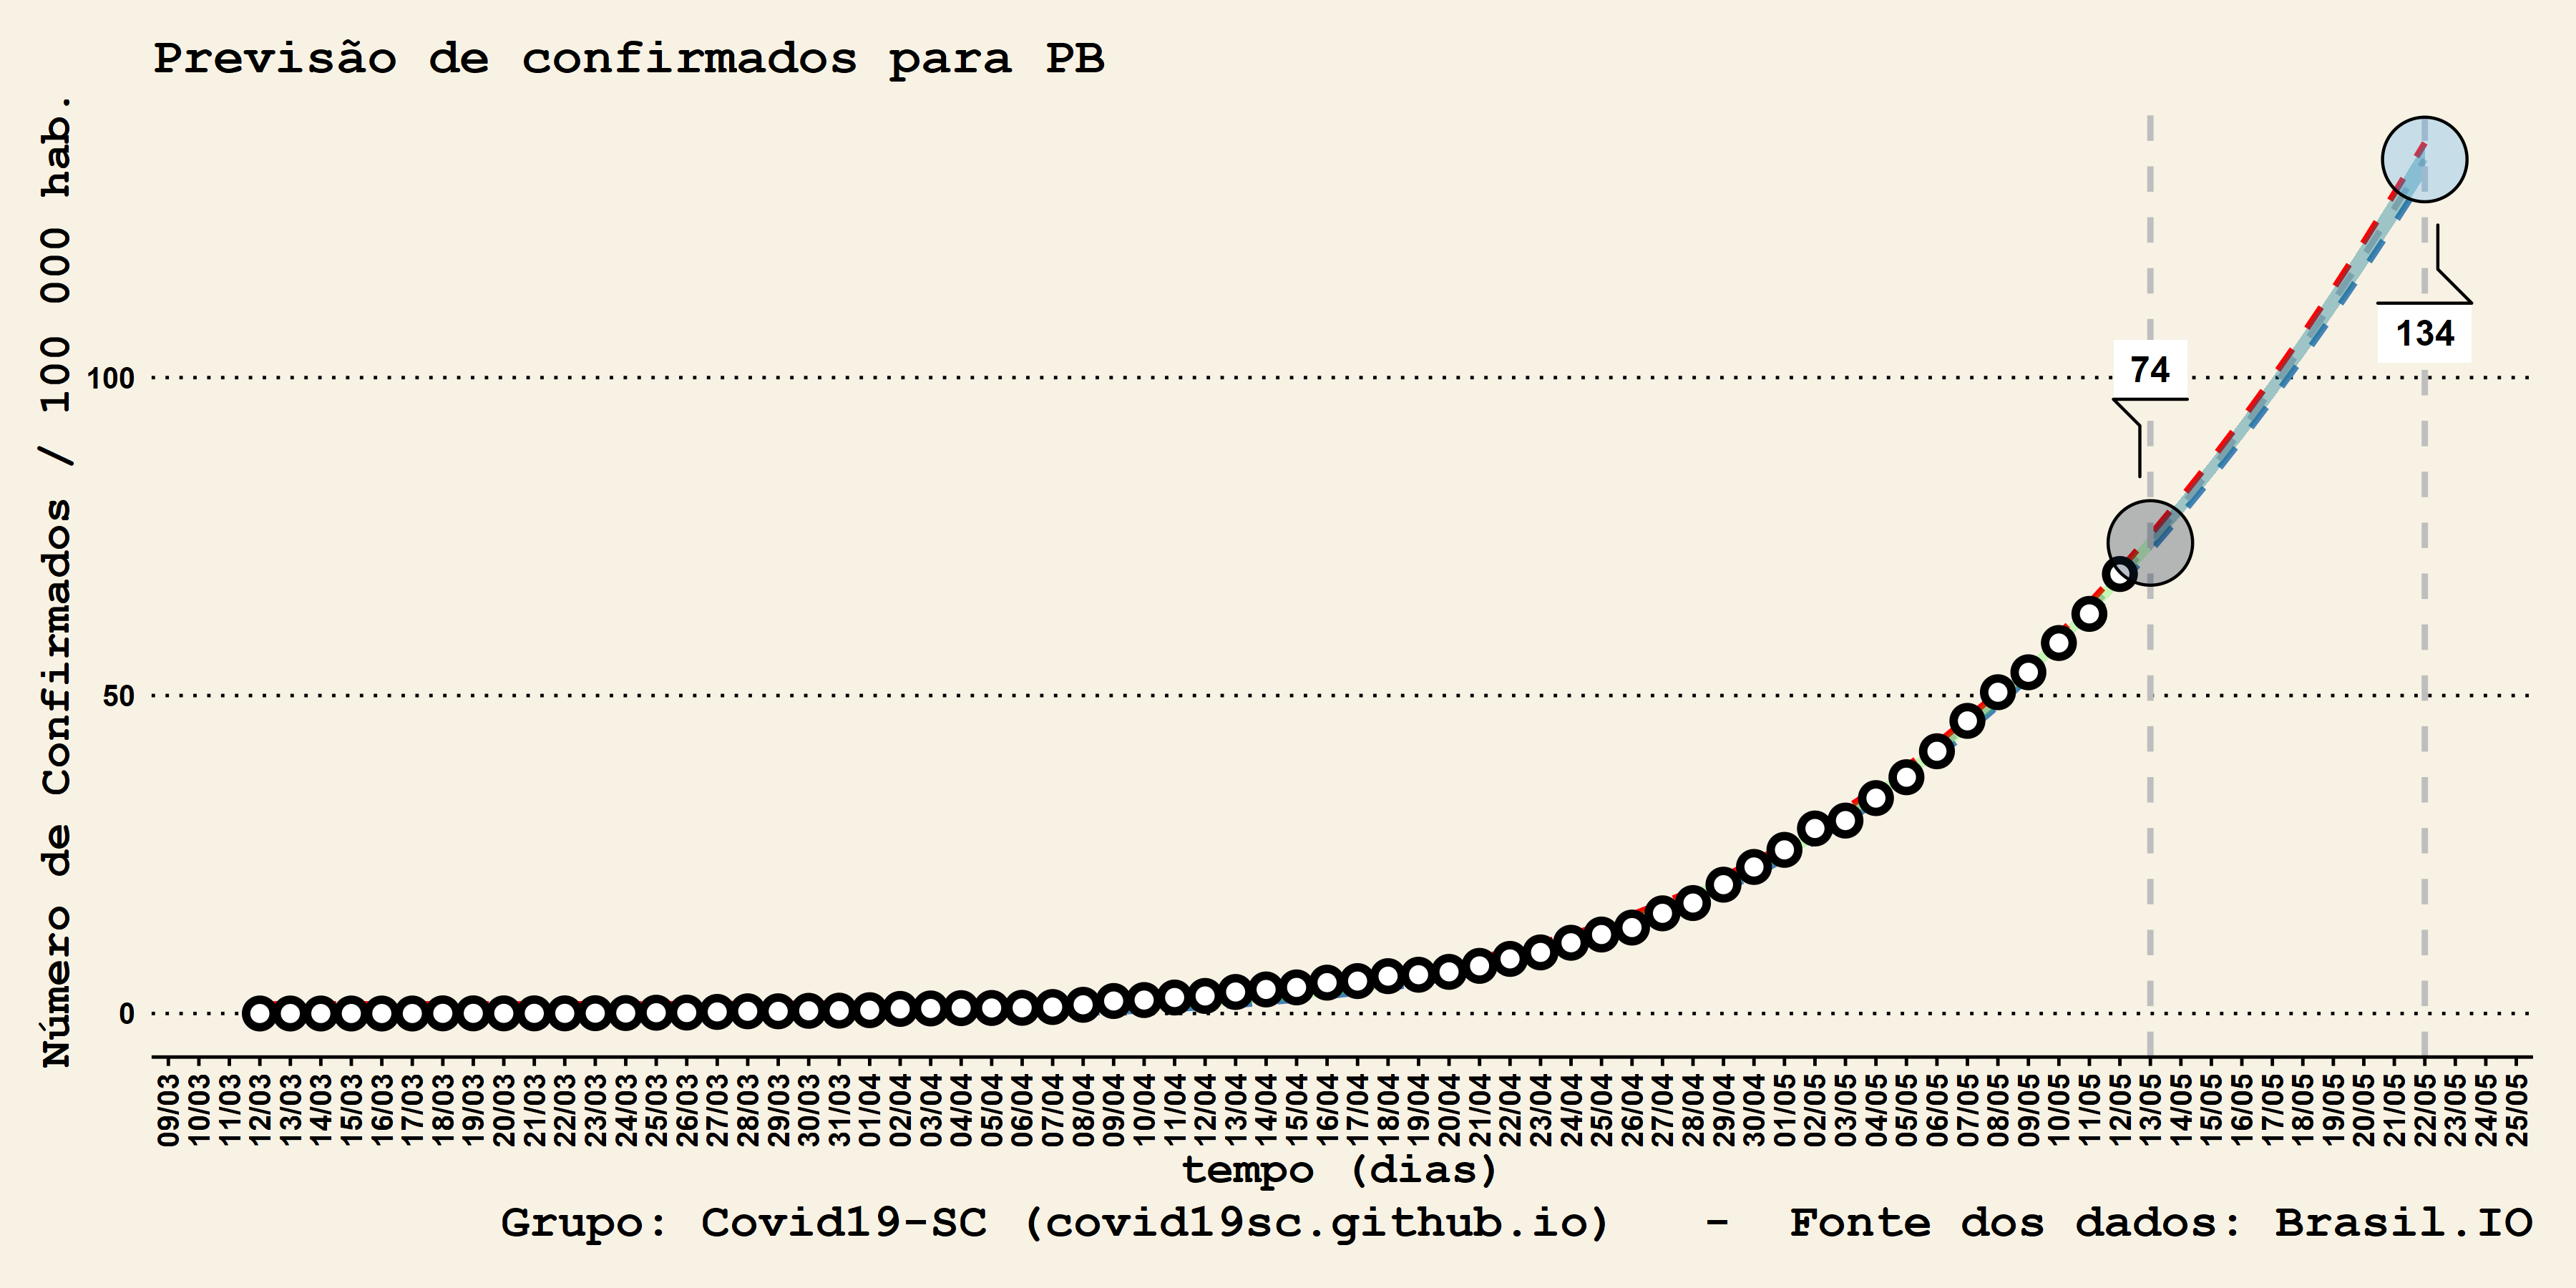 Previsão de confirmados para PB
Número de Confirmados / 100 000 hab.
134
74
100
50
0
09/03 10/03 11/03 12/03 13/03 14/03 15/03 16/03 17/03 18/03 19/03 20/03 21/03 22/03 23/03 24/03 25/03 26/03 27/03 28/03 29/03 30/03 31/03 01/04 02/04 03/04 04/04 05/04 06/04 07/04 08/04 09/04 10/04 11/04 12/04 13/04 14/04 15/04 16/04 17/04 18/04 19/04 20/04 21/04 22/04 23/04 24/04 25/04 26/04 27/04 28/04 29/04 30/04 01/05 02/05 03/05 04/05 05/05 06/05 07/05 08/05 09/05 10/05 11/05 12/05 13/05 14/05 15/05 16/05 17/05 18/05 19/05 20/05 21/05 22/05 23/05 24/05 25/05
tempo (dias)
Grupo: Covid19-SC (covid19sc.github.io) - Fonte dos dados: Brasil.IO